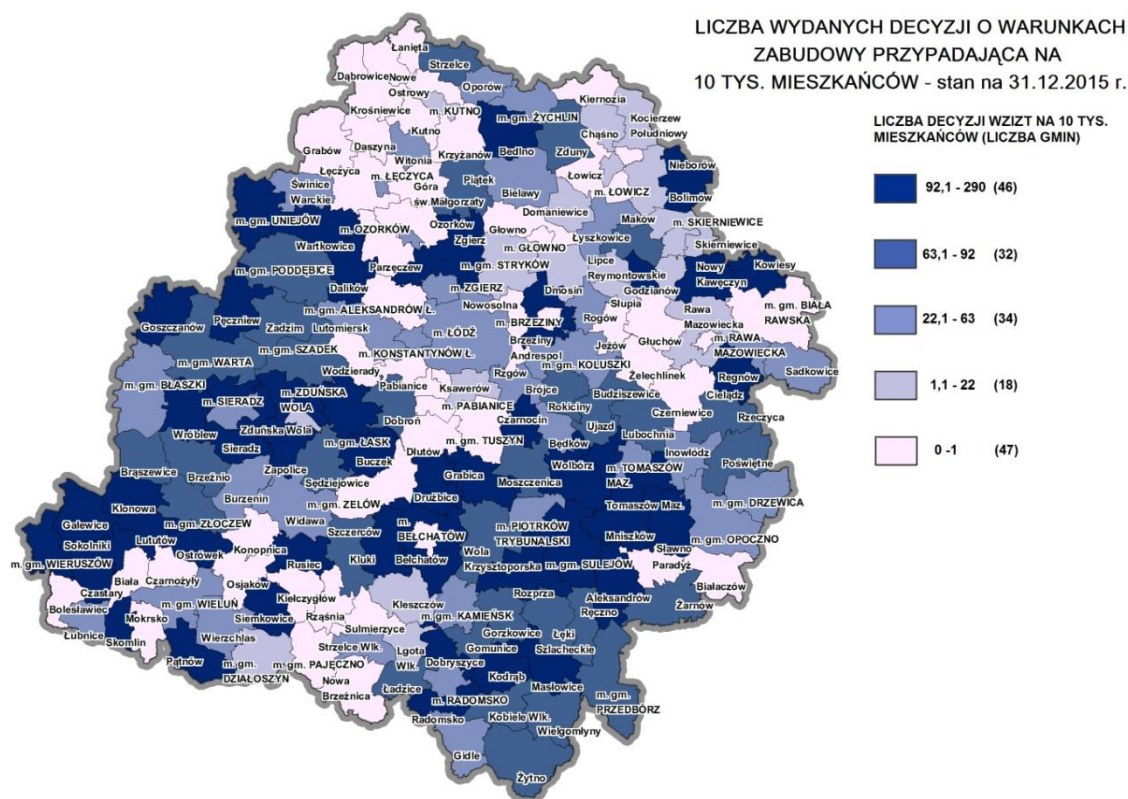 LICZBA WYDANYCH DECYZJI O WARUNKACH
ZABUDOWY PRZYPADAJĄCA NA
10 TYS. MIESZKAŃCÓW - stan na 31.12.2015 r.
LICZBA DECYZJI WZIZT NA 10 TYS.
MIESZKAŃCÓW (LICZBA GMIN)
92,1 - 290 (46)
63,1 - 92 (32)
22,1 - 63 (34)
1,1 - 22 (18)
0 -1 (47)
Łanięta
Strzelce
Dąbrowice
Nowe
Ostrowy
Oporów
Krośniewice
m. KUTNO
m. gm. ŻYCHLIN
Kiernozia
Kocierzew
Południowy
Chąśno
Kutno
Daszyna
Grabów
Witonia
Krzyżanów
Bedlno
Zduny
Nieborów
Łęczyca
m. ŁĘCZYCA
Góra
św.Małgorzaty
Piątek
Bielawy
Łowicz
m. ŁOWICZ
Bolimów
Świnice
Warckie
m. gm. UNIEJÓW
Domaniewice
Maków
m. SKIERNIEWICE
m. OZORKÓW
Ozorków
Głowno
Łyszkowice
Skierniewice
Wartkowice
Zgierz
m. GŁOWNO
Lipce
Reymontowskie
Nowy
Kawęczyn
Kowiesy
m. gm. PODDĘBICE
Parzęczew
m. gm. STRYKÓW
Dalików
m. ZGIERZ
Dmosin
Godzianów
Słupia
m. gm. BIAŁA
RAWSKA
Goszczanów
Pęczniew
m. gm. ALEKSANDRÓW Ł.
Nowosolna
Rogów
Rawa
Mazowiecka
Zadzim
Lutomiersk
m. ŁÓDŹ
m. BRZEZINY
Brzeziny
Jeżów
Głuchów
m. RAWA
MAZOWIECKA
m. gm. SZADEK
m. KONSTANTYNÓW Ł.
Andrespol
m. gm. WARTA
Wodzierady
Rzgów
m. gm. KOLUSZKI
Żelechlinek
Regnów
Sadkowice
m. gm. BŁASZKI
Pabianice
Ksawerów
Brójce
Cielądz
m. ZDUŃSKA
WOLA
m. SIERADZ
m. PABIANICE
Rokiciny
Budziszewice
Czerniewice
Rzeczyca
Zduńska Wola
Dobroń
Czarnocin
Ujazd
Wróblew
Sieradz
m. gm. ŁASK
m. gm. TUSZYN
Będków
Lubochnia
Inowłódz
Buczek
Dłutów
Wolbórz
m. TOMASZÓW
MAZ.
Poświętne
Brąszewice
Brzeźnio
Zapolice
Sędziejowice
Grabica
Moszczenica
Burzenin
m. gm. ZELÓW
Drużbice
m. gm. DRZEWICA
Klonowa
Galewice
m. gm. ZŁOCZEW
Widawa
m.
BEŁCHATÓW
m. PIOTRKÓW
TRYBUNALSKI
Tomaszów Maz.
Sokolniki
Lututów
Szczerców
Mniszków
m. gm. OPOCZNO
m. gm. WIERUSZÓW
Ostrówek
Konopnica
Rusiec
Kluki
Bełchatów
Wola
Krzysztoporska
m. gm. SULEJÓW
Sławno
Paradyż
Biała
Czarnożyły
Osjaków
Kiełczygłów
Białaczów
Czastary
Bolesławiec
m. gm. WIELUŃ
Rząśnia
Kleszczów
Rozprza
Aleksandrów
Ręczno
Żarnów
Mokrsko
Siemkowice
Sulmierzyce
m. gm. KAMIEŃSK
Łubnice
Skomlin
Wierzchlas
Strzelce Wlk.
Lgota
Wlk.
Gorzkowice
Łęki
Szlacheckie
Pątnów
m. gm.
DZIAŁOSZYN
m. gm. PAJĘCZNO
Gomunice
Dobryszyce
Kodrąb
Masłowice
Nowa
Brzeźnica
Ładzice
m. RADOMSKO
m. gm.
PRZEDBÓRZ
Radomsko
Kobiele Wlk.
Wielgomłyny
Gidle
Żytno